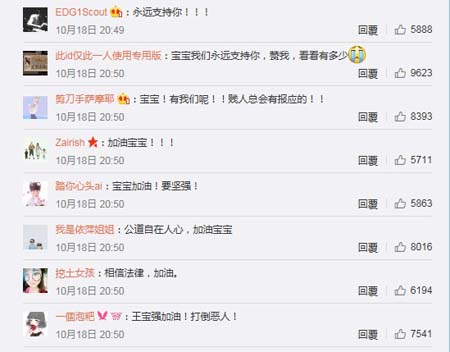 EDG1Scout：永远支持你！！！
10月18日 20:49 回覆 5888
此id仅此一人使用专用版：宝宝我们永远支持你，赞我，看看有多少
10月18日 20:50 回覆 9623
剪刀手萨摩耶：宝宝！有我们呢！！贱人总会有报应的！！
10月18日 20:50 回覆 8393
Zairish：加油宝宝！！！
10月18日 20:50 回覆 5711
踏你心头ai：宝宝加油！要坚强！
10月18日 20:50 回覆 5863
我是依萍姐姐：公道自在人心，加油宝宝
10月18日 20:50 回覆 8016
挖土女孩：相信法律，加油。
10月18日 20:50 回覆 6194
一個泡粑：王宝强加油！打倒恶人！
10月18日 20:50 回覆 7541